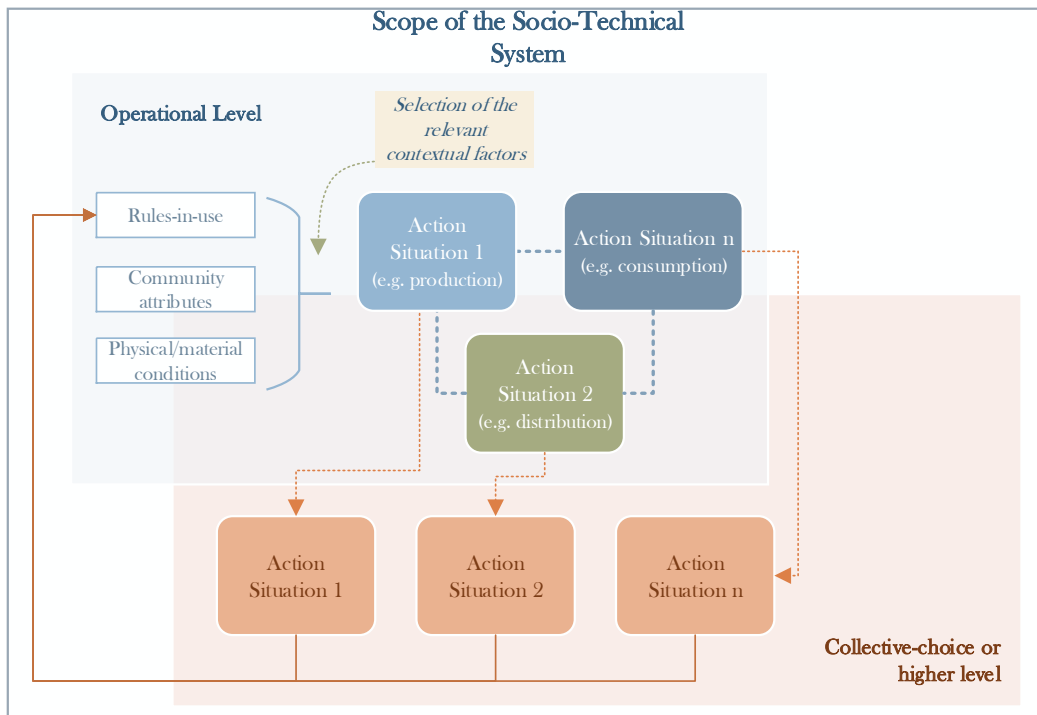 Scope of the Socio-Technical
System
Operational Level
Selection of the
relevant
contextual factors
Rules-in-use
Community
attributes
Physical/material
conditions
Action
Situation 1
(e.g. production)
Action Situation n
(e.g. consumption)
Action
Situation 2
(e.g. distribution)
Action
Situation 1
Action
Situation 2
Action
Situation n
Collective-choice or
higher level